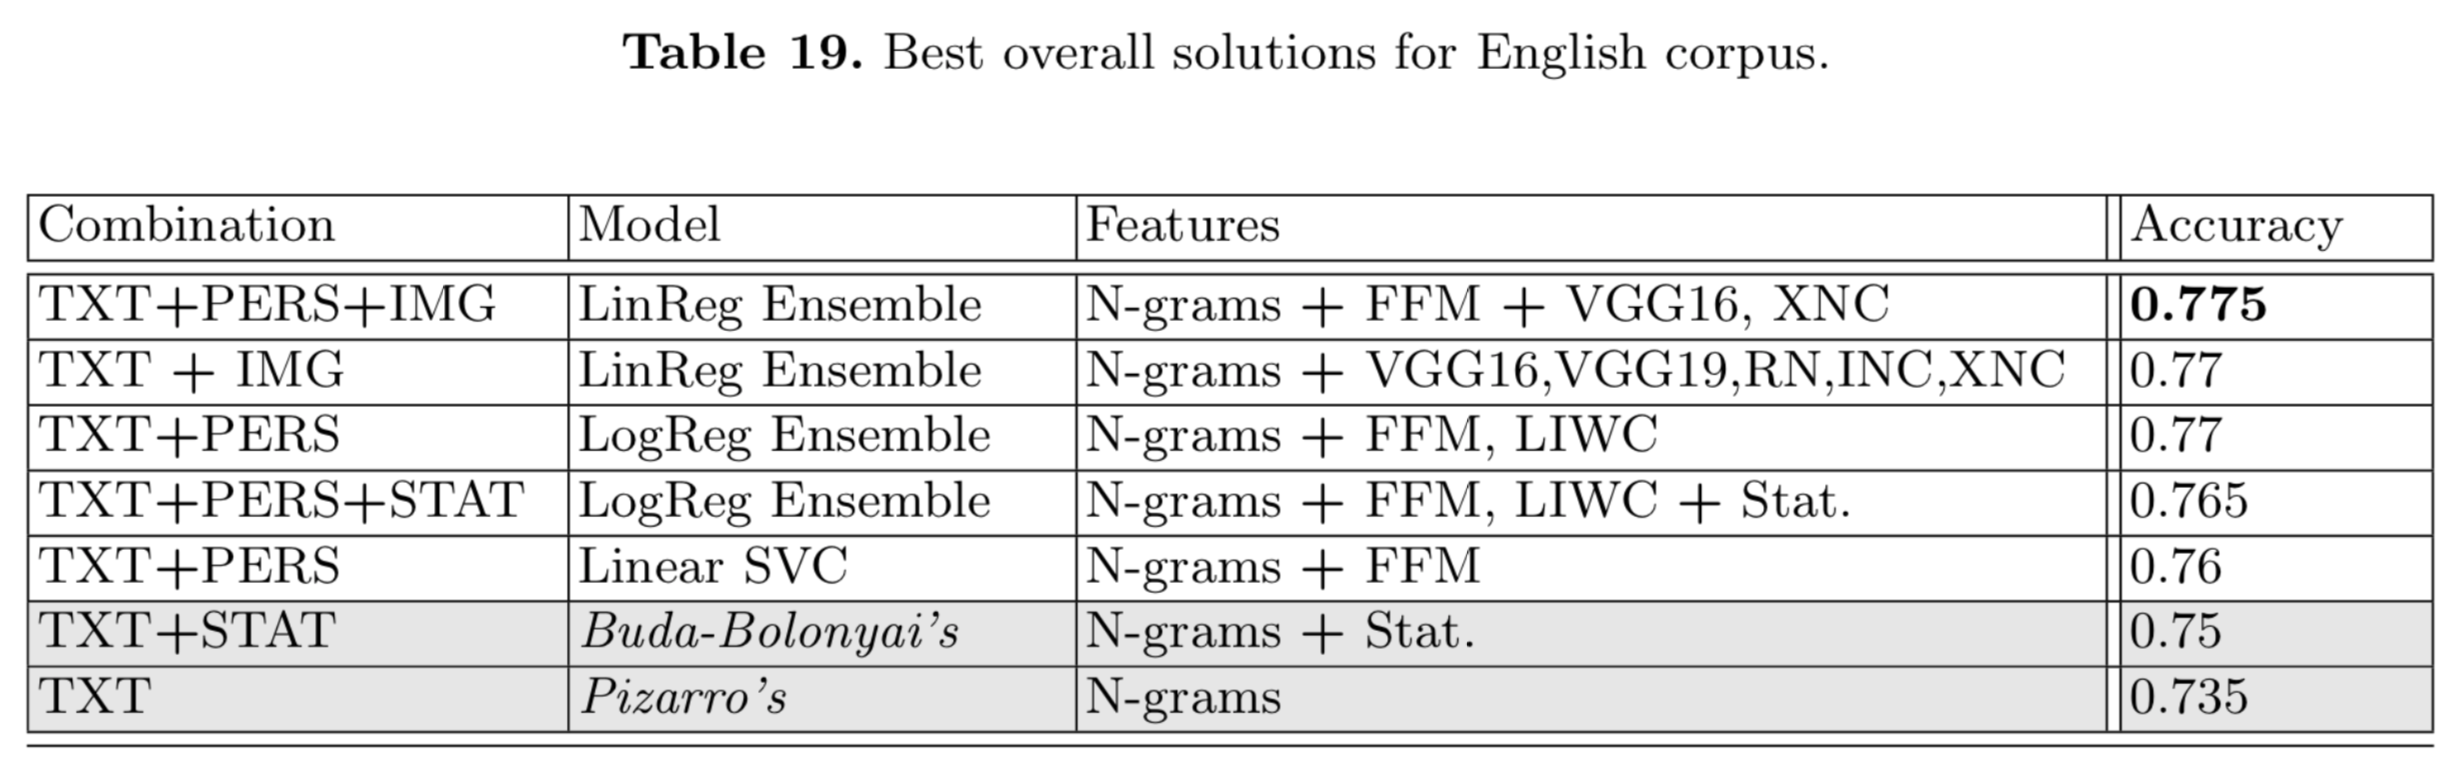 Table 19. Best overall solutions for English corpus.
Combination Model Features Accuracy
TXT+PERS+IMG LinReg Ensemble N-grams + FFM + VGG16, XNC 0.775
TXT + IMG LinReg Ensemble N-grams + VGG16,VGG19,RN,INC,XNC 0.77
TXT+PERS LogReg Ensemble N-grams + FFM, LIWC 0.77
TXT+PERS+STAT LogReg Ensemble N-grams + FFM, LIWC + Stat. 0.765
TXT+PERS Linear SVC N-grams + FFM 0.76
TXT+STAT Buda-Bolonyai's N-grams + Stat. 0.75
TXT Pizarro's N-grams 0.735